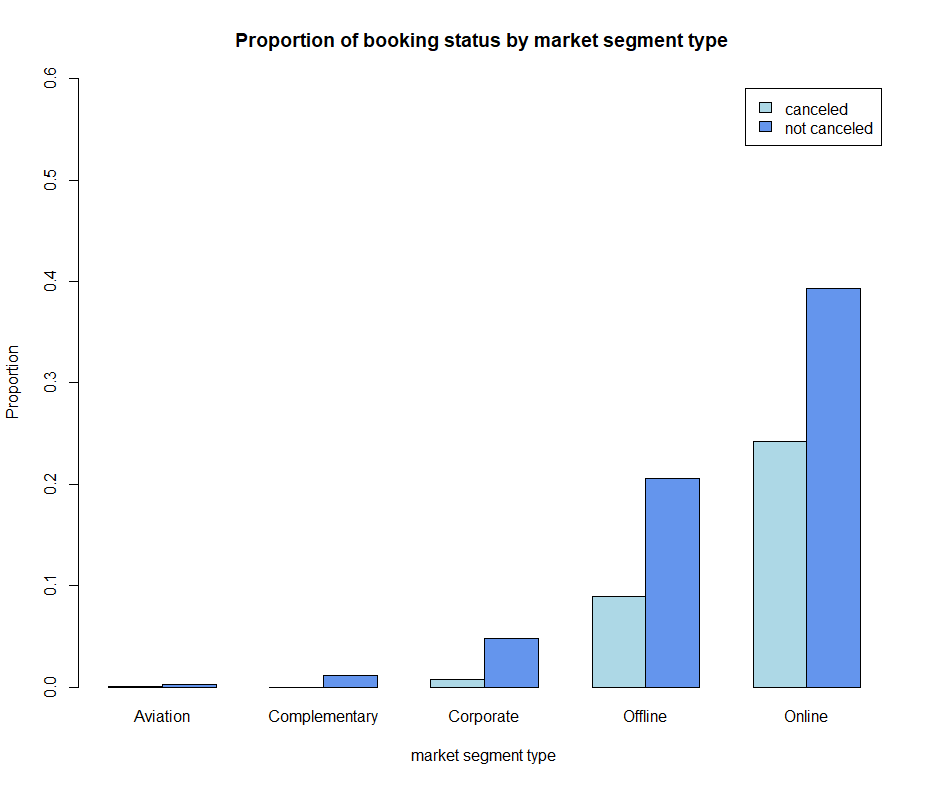 Proportion of booking status by market segment type
canceled
not canceled
Proportion
0.6
0.5
0.4
0.3
0.2
0.1
0.0
Aviation Complementary Corporate Offline Online
market segment type